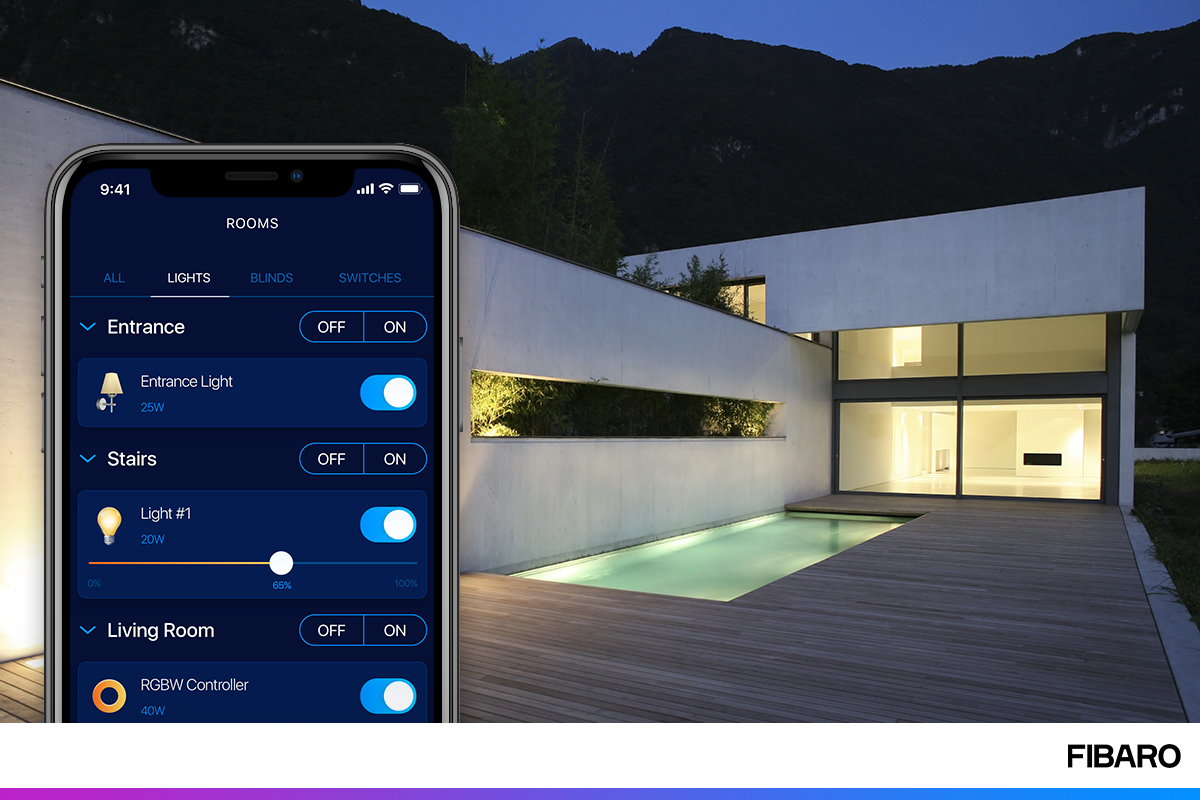 9:41
ROOMS
ALL LIGHTS BLINDS SWITCHES
Entrance OFF ON
Entrance Light
25W
Stairs OFF ON
Light #1
20W
0% 65% 100%
Living Room OFF ON
RGBW Controller
40W
FIBARO